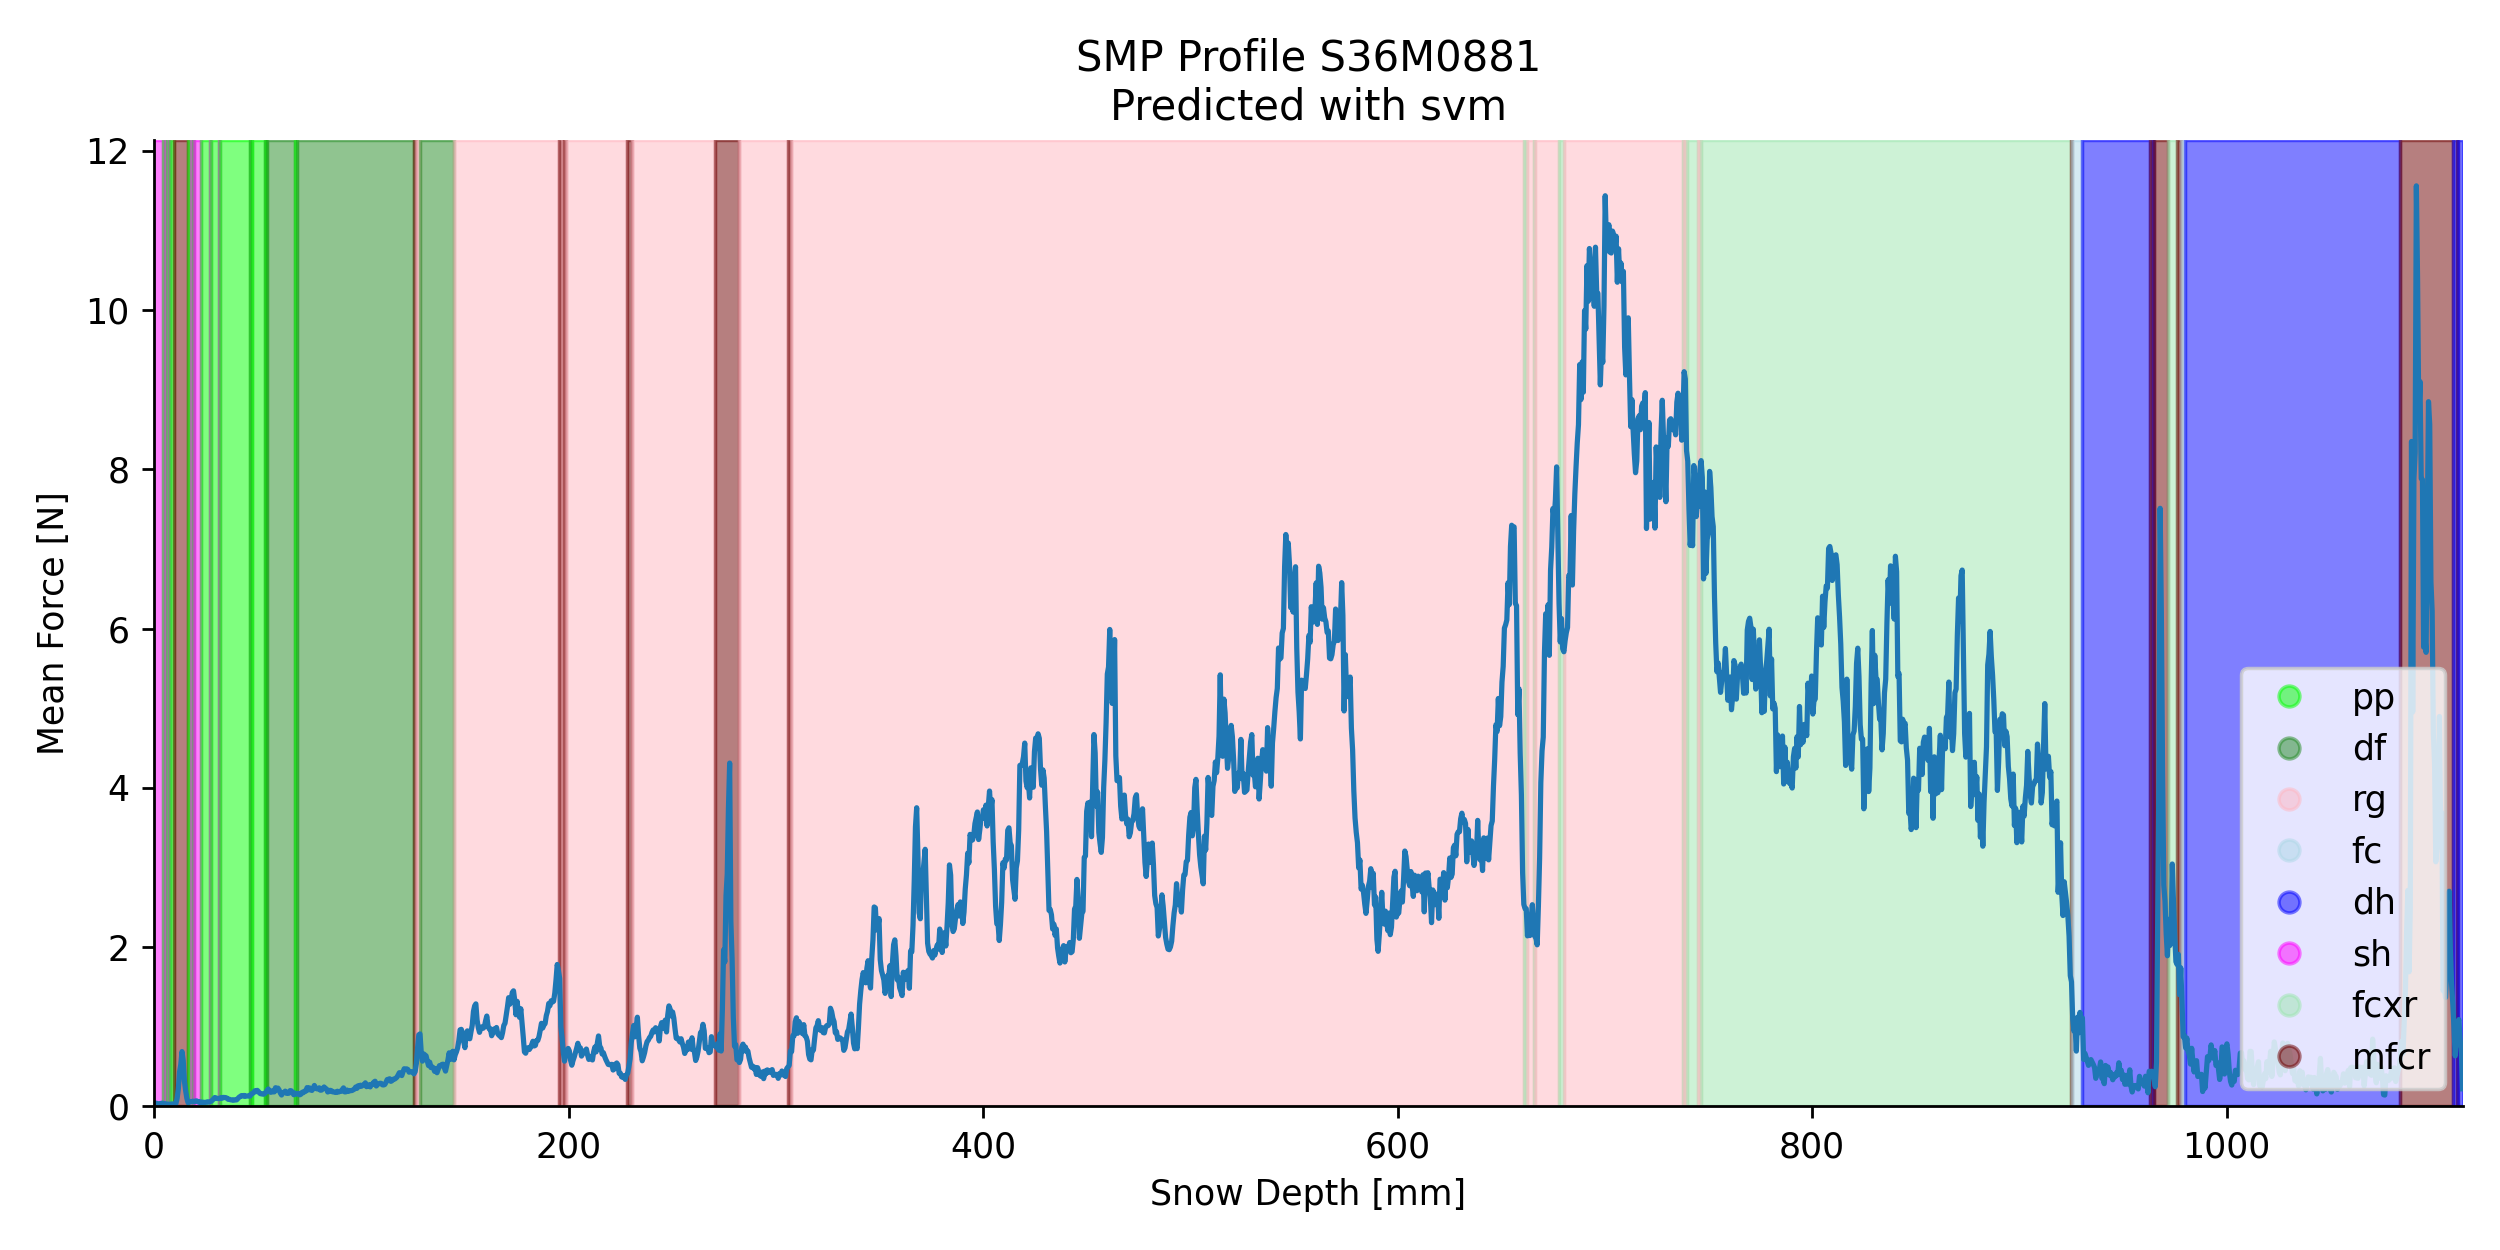 SMP Profile S36M0881
Predicted with svm
Mean Force [N]
12
10
8
6
4
2
0
0
200
400
600
800
1000
Snow Depth [mm]
pp
df
rg
fc
dh
sh
fcxr
mfcr